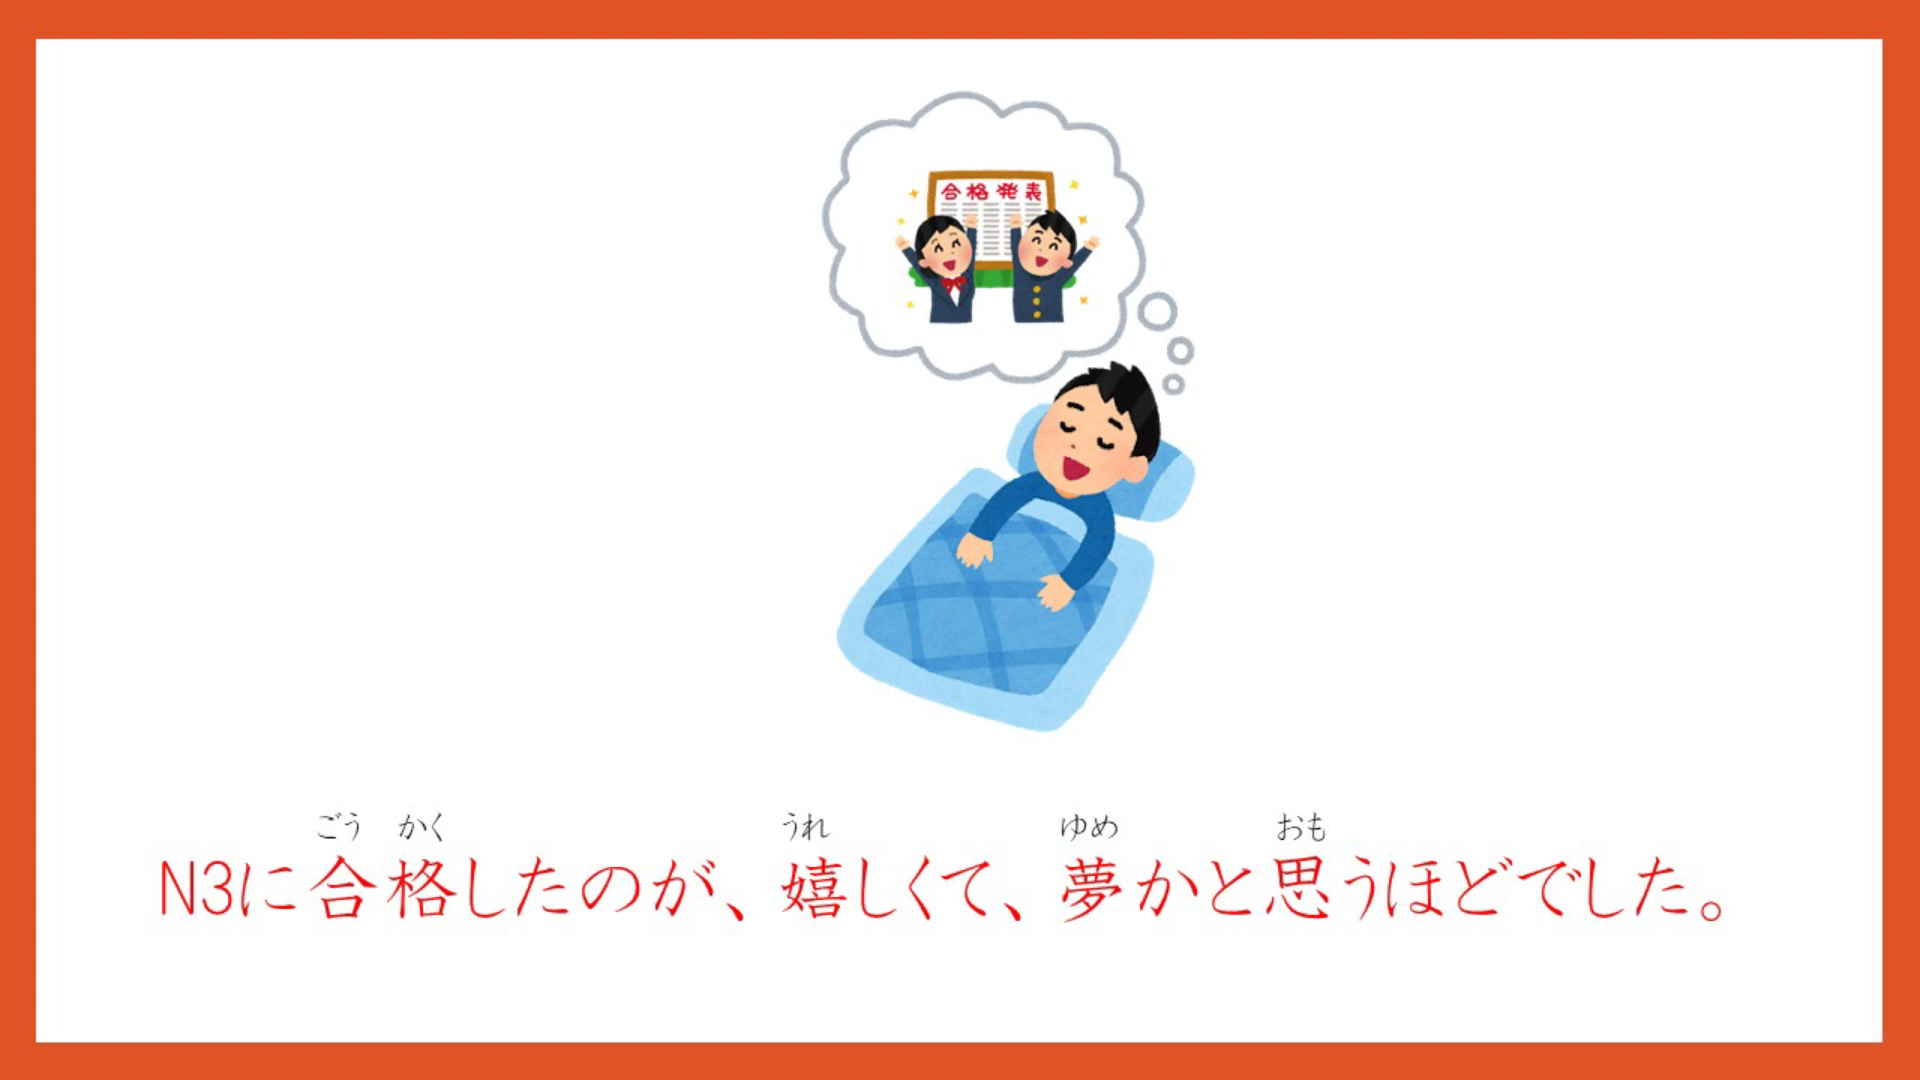 合格発表
ごう かく うれ ゆめ おも
N3に合格したのが、嬉しくて、夢かと思うほどでした。